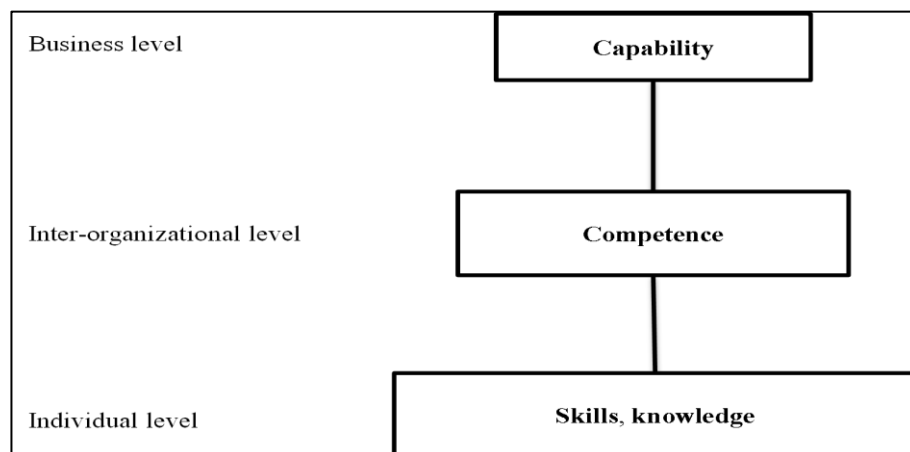 Business level
Capability
Inter-organizational level
Competence
Individual level
Skills, knowledge